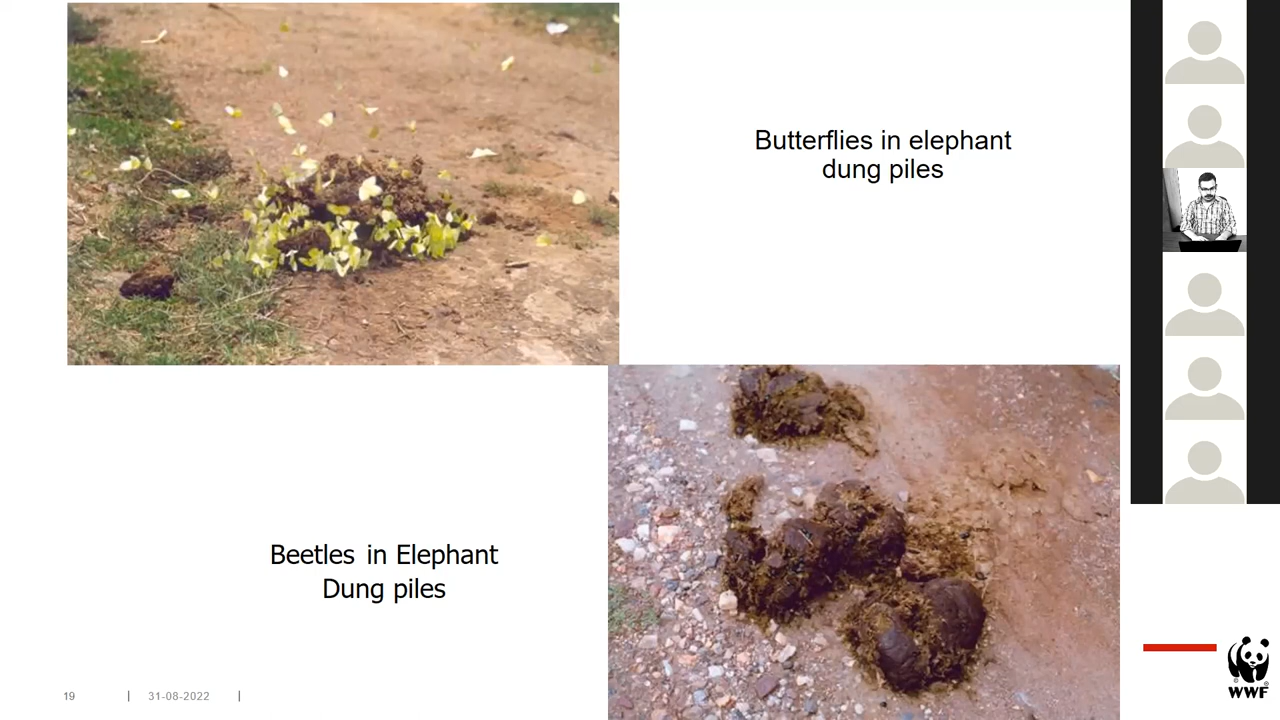 Butterflies in elephant
dung piles
Beetles in Elephant
Dung piles
19 | 31-08-2022 |
WWF